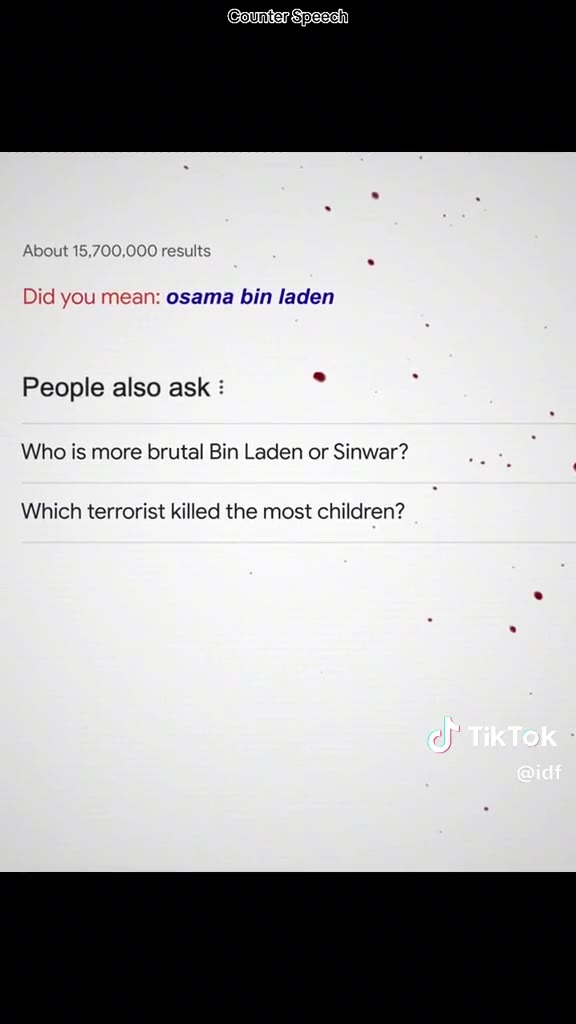 Counter Speech
About 15,700,000 results
Did you mean: osama bin laden
People also ask
Who is more brutal Bin Laden or Sinwar?
Which terrorist killed the most children?
TikTok
@idf